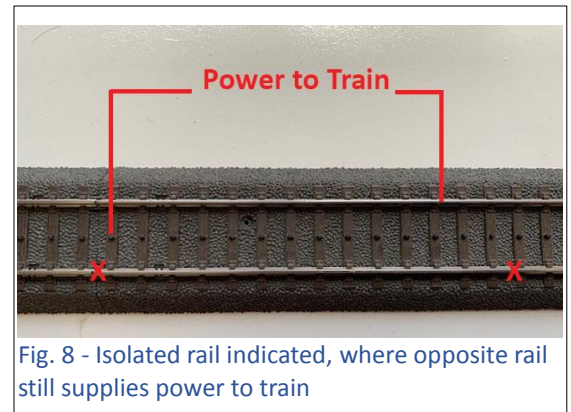 Power to Train
X X
Fig. 8 - Isolated rail indicated, where opposite rail
still supplies power to train